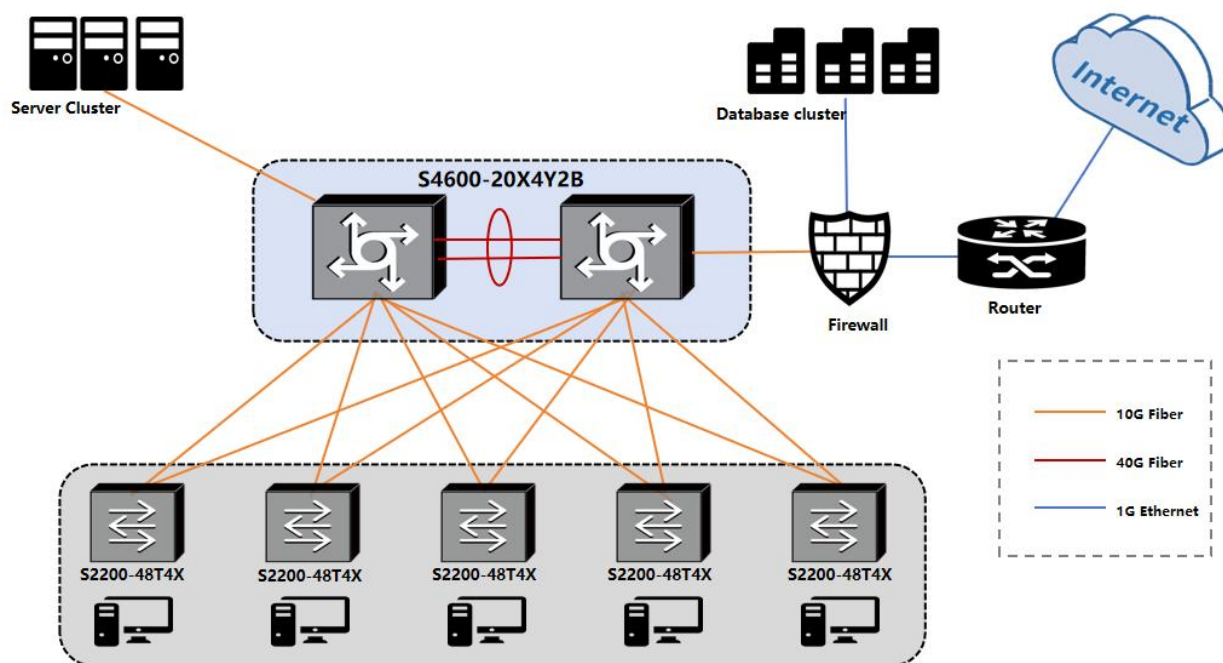 Server Cluster
Database cluster
Internet
S4600-20X4Y2B
Firewall
Router
10G Fiber
40G Fiber
1G Ethernet
S2200-48T4X
S2200-48T4X
S2200-48T4X
S2200-48T4X
S2200-48T4X